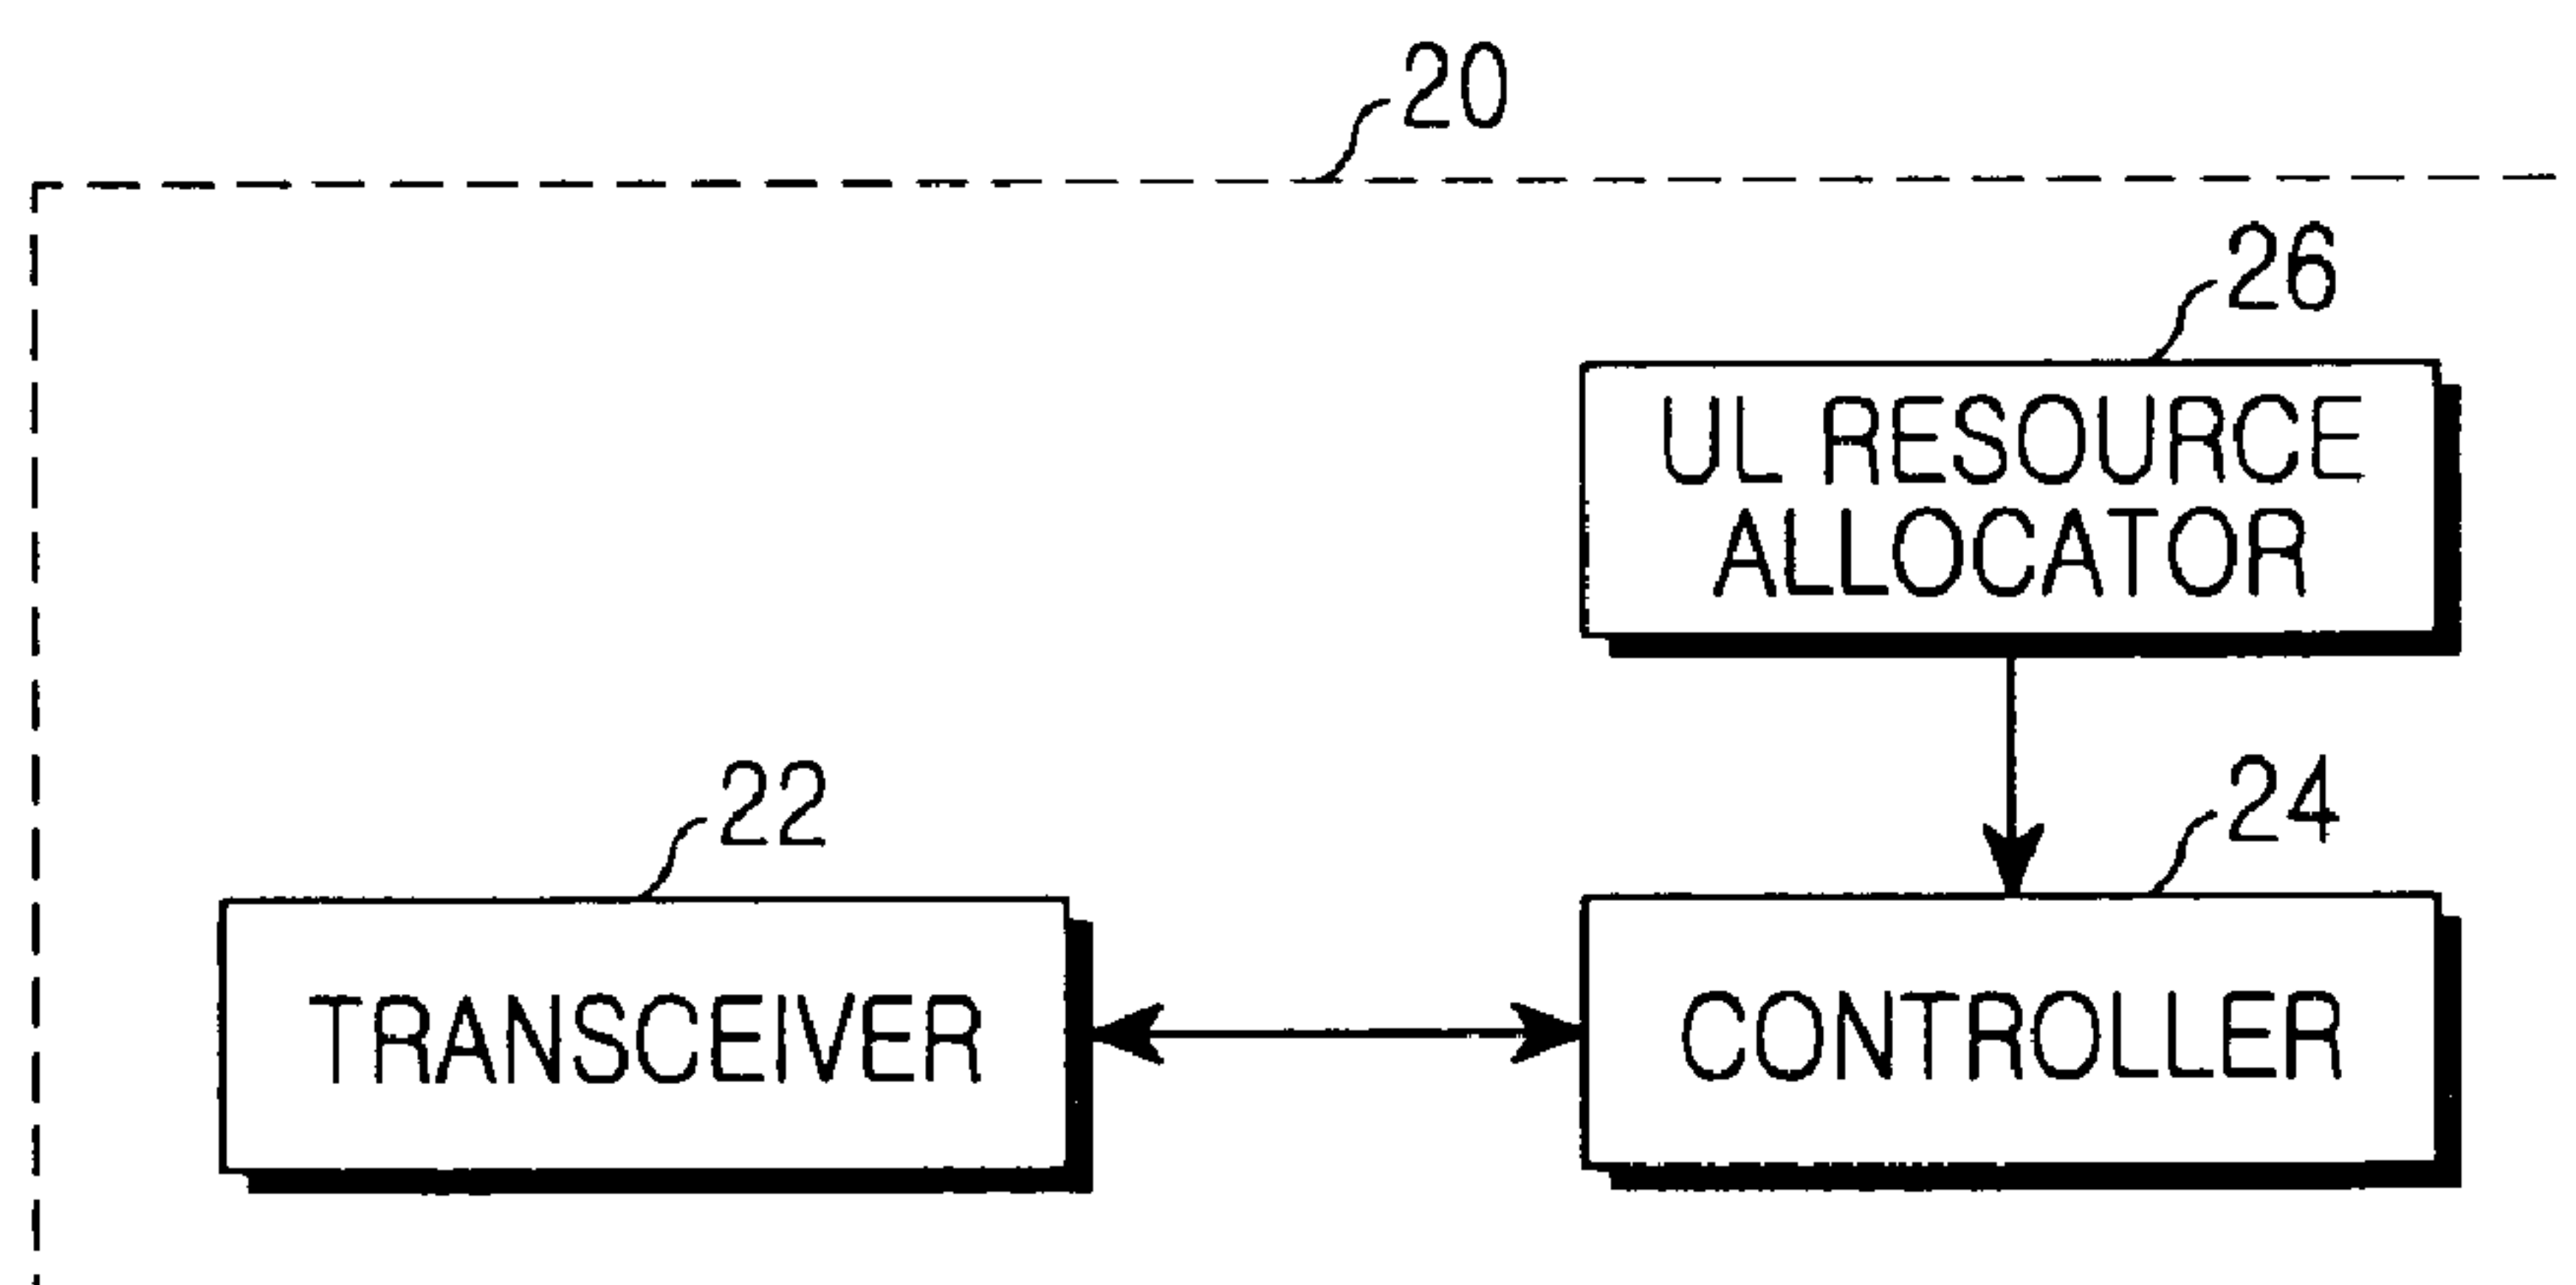 20
26
UL RESOURCE
ALLOCATOR
22
24
TRANSCEIVER
CONTROLLER